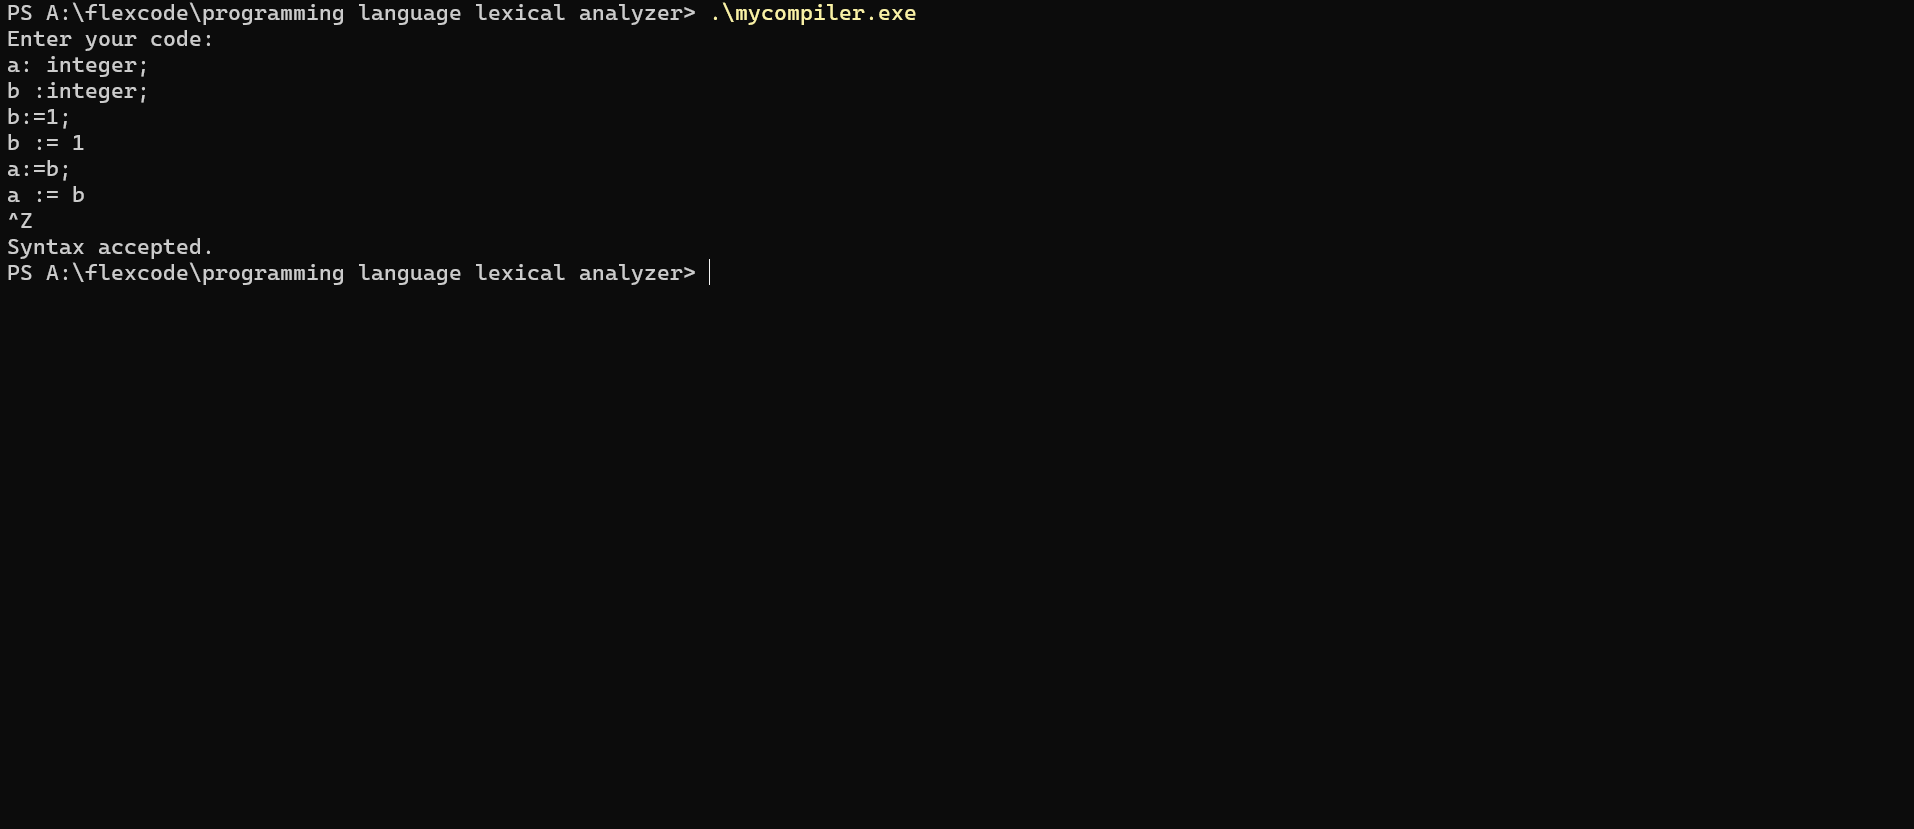 PS A:\flexcode\programming language lexical analyzer> .\mycompiler.exe
Enter your code:
a: integer;
b :integer;
b:=1;
b := 1
a:=b;
a := b
^Z
Syntax accepted.
PS A:\flexcode\programming language lexical analyzer>